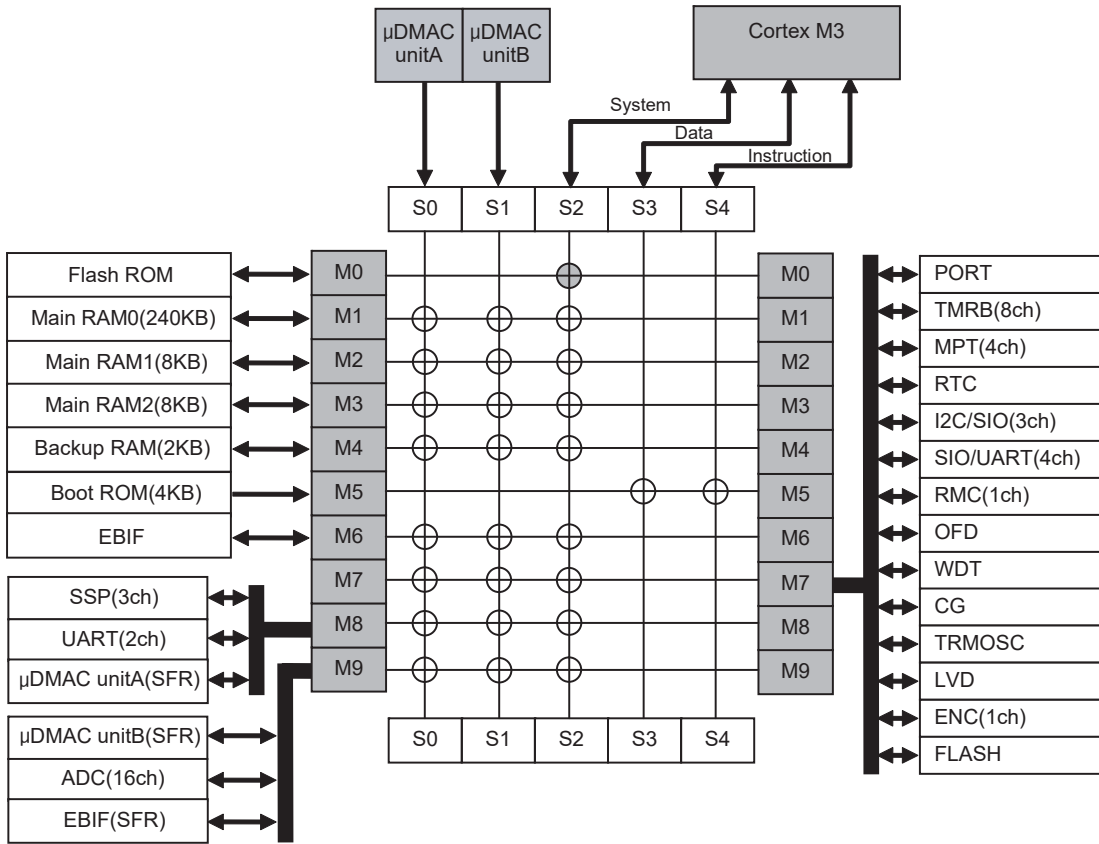 µDMAC
unitA
µDMAC
unitB
Cortex M3
System
Data
Instruction
S0 S1 S2 S3 S4
Flash ROM
Main RAM0(240KB)
Main RAM1(8KB)
Main RAM2(8KB)
Backup RAM(2KB)
Boot ROM(4KB)
EBIF
SSP(3ch)
UART(2ch)
µDMAC unitA(SFR)
µDMAC unitB(SFR)
ADC(16ch)
EBIF(SFR)
M0
M1
M2
M3
M4
M5
M6
M7
M8
M9
M0
M1
M2
M3
M4
M5
M6
M7
M8
M9
S0 S1 S2 S3 S4
PORT
TMRB(8ch)
MPT(4ch)
RTC
I2C/SIO(3ch)
SIO/UART(4ch)
RMC(1ch)
OFD
WDT
CG
TRMOSC
LVD
ENC(1ch)
FLASH